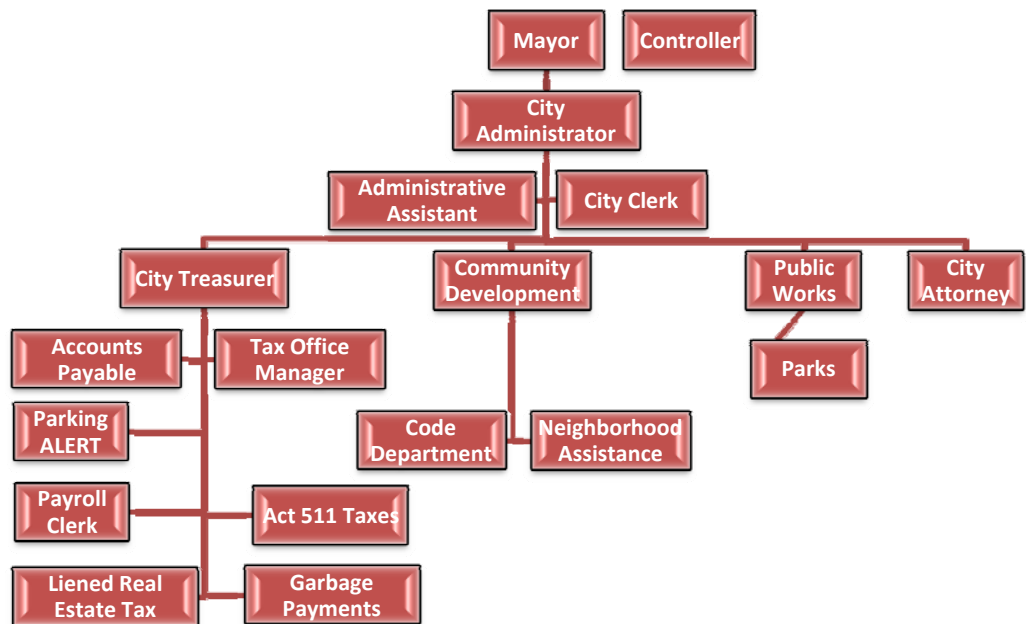 Mayor
Controller
City
Administrator
Administrative
Assistant
City Clerk
City Treasurer
Community
Development
Public
Works
City
Attorney
Accounts
Payable
Tax Office
Manager
Parks
Parking
ALERT
Code
Department
Neighborhood
Assistance
Payroll
Clerk
Act 511 Taxes
Liened Real
Estate Tax
Garbage
Payments